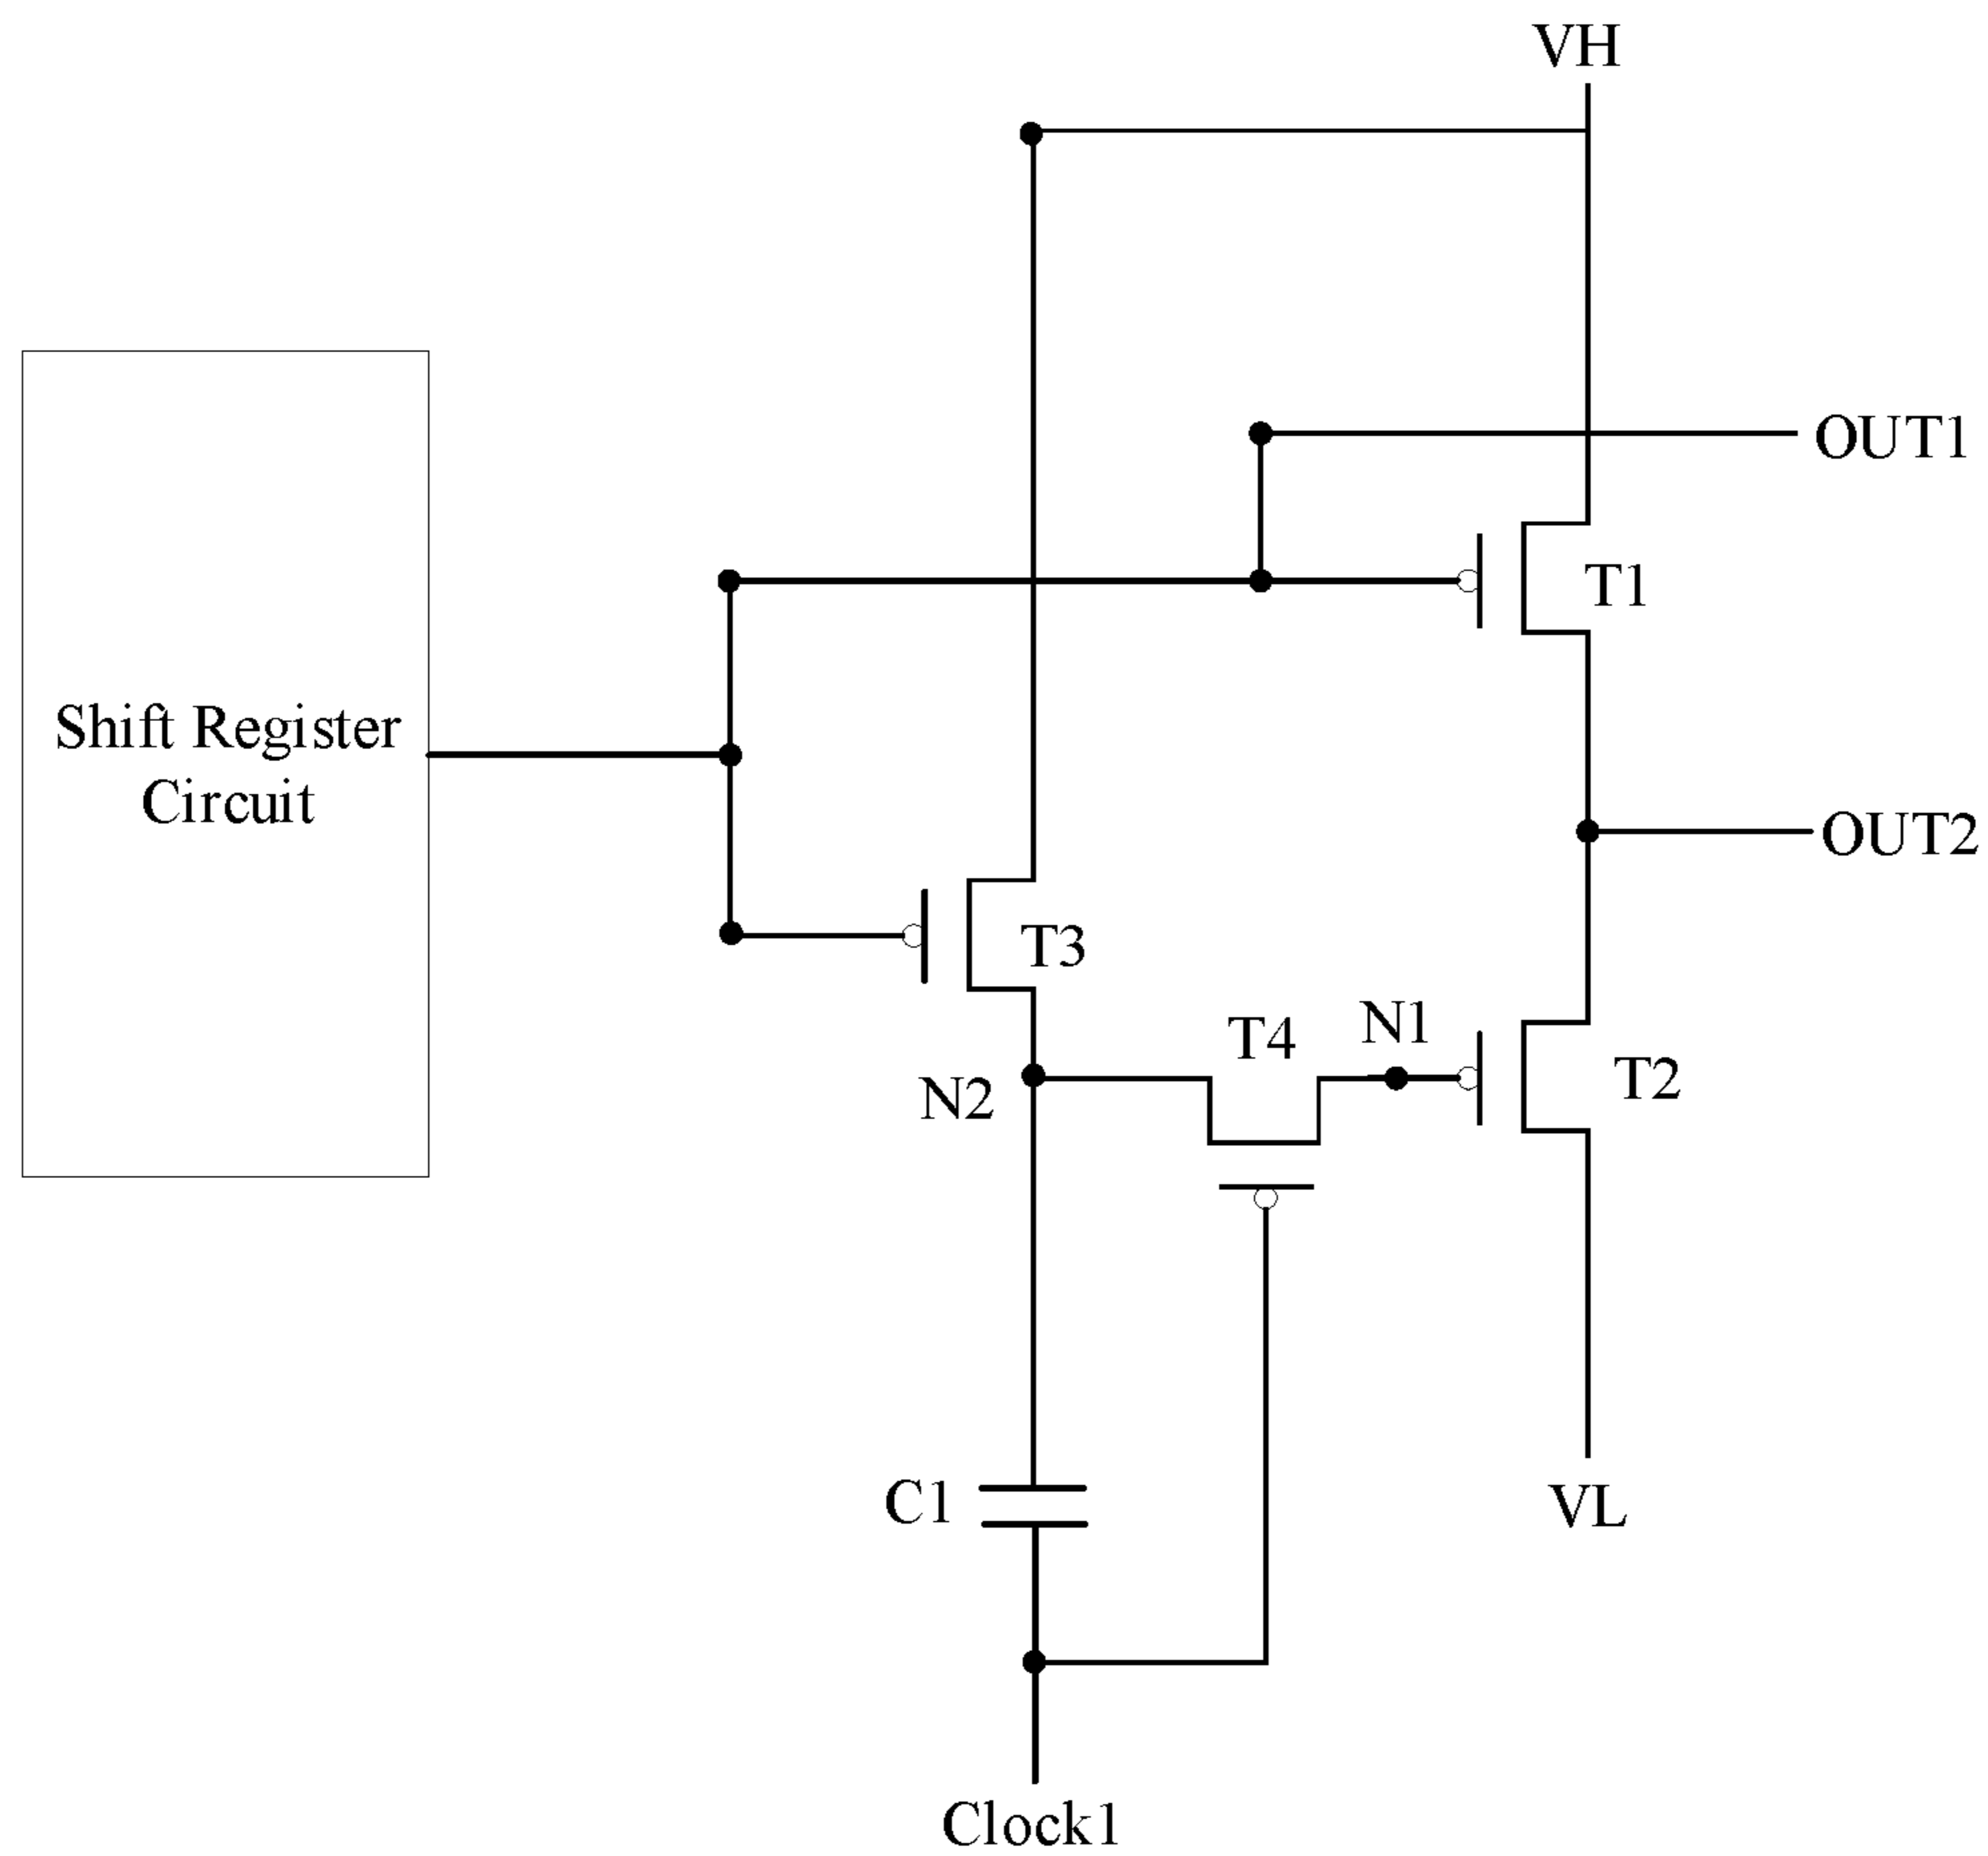 VH
OUT1
T1
Shift Register
Circuit
OUT2
T3
T4
N1
N2
T2
C1
VL
Clock1